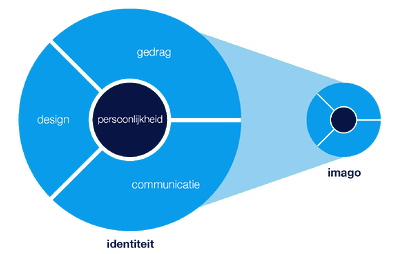 gedrag
design
persoonlijkheid
communicatie
imago
identiteit